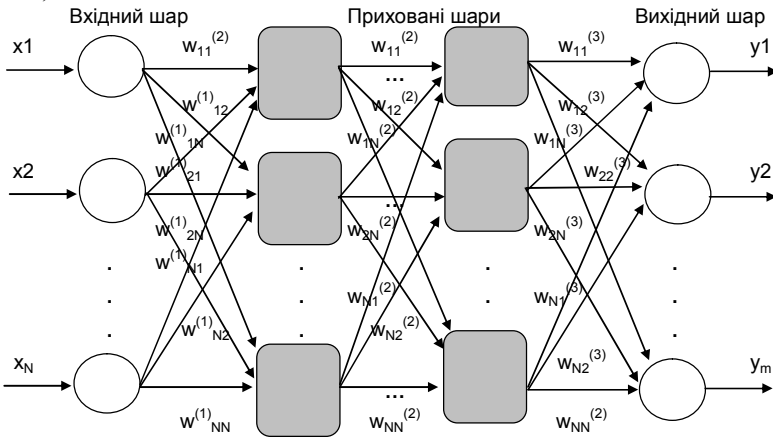 Вхідний шар Приховані шари Вихідний шар
x1 w₁₁⁽²⁾ w₁₁⁽²⁾ w₁₁⁽³⁾ y1
...
w⁽¹⁾₁₂ w₁₂⁽²⁾ w₁₂⁽³⁾
w⁽¹⁾₁N w₁N⁽²⁾ w₁N⁽³⁾
x2 w⁽¹⁾₂₁ w₂₂⁽³⁾ y2
...
w⁽¹⁾₂N w₂N⁽²⁾ w₂N⁽³⁾
w⁽¹⁾N₁
. . . .
. wN₁⁽²⁾ wN₁⁽³⁾ .
w⁽¹⁾N₂ . wN₂⁽²⁾ . .
. . . .
xN wN₂⁽³⁾ ym
...
w⁽¹⁾NN wNN⁽²⁾ wNN⁽²⁾